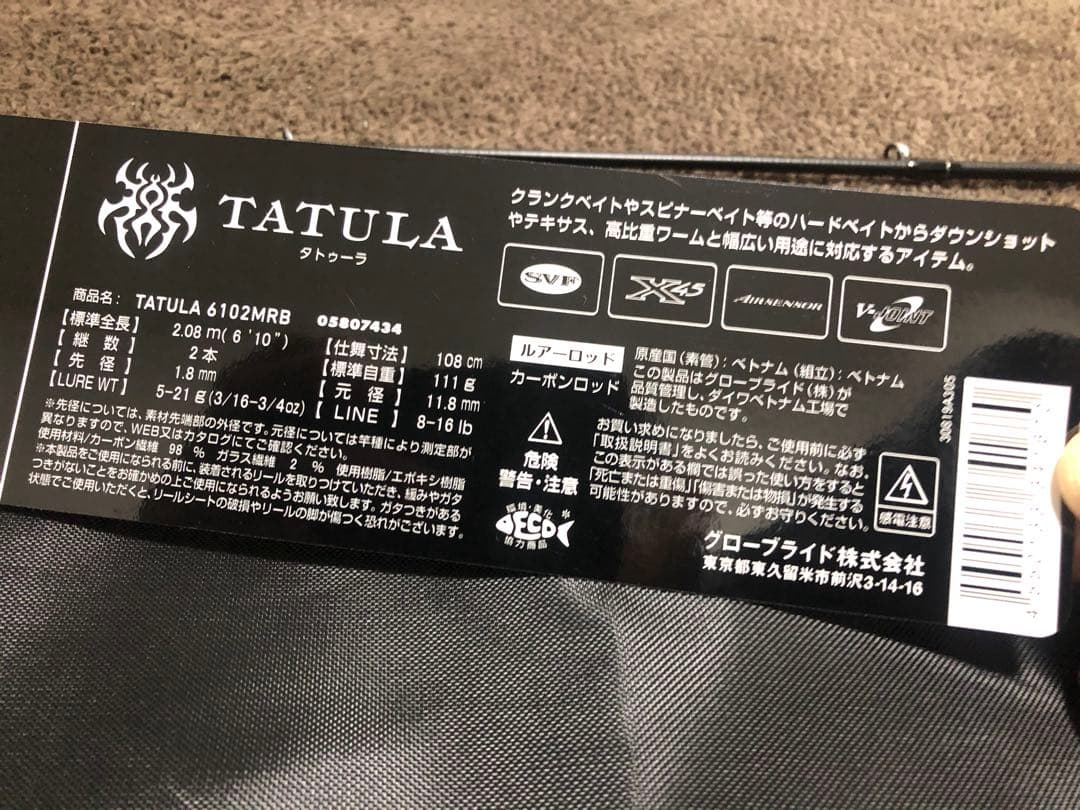 TATULA
タトゥーラ
商品名: TATULA 6102MRB 05807434
【標準全長】 2.08 m( 6 '10")
【継数】 2 本
【先径】 1.8 mm
【LURE WT】 5-21 g(3/16-3/4oz)
【仕舞寸法】 108 cm
【標準自重】 111 g
【元径】 11.8 mm
【LINE】 8-16 lb
※先径については、素材先端部の外径です。元径については竿種により測定部が
異なりますので、WEB又はカタログにてご確認ください。
使用材料/カーボン繊維 98 % ガラス繊維 2 % 使用樹脂/エポキシ樹脂
※本製品をご使用になられる前に、装着されるリールを取りつけていただき、緩みやガタ
つきがないことをお確かめの上ご使用になられるようお願い致します。ガタつきがある
状態でご使用いただくと、リールシートの破損やリールの脚が傷つく恐れがございます。
クランクベイトやスピナーベイト等のハードベイトからダウンショット
やテキサス、高比重ワームと幅広い用途に対応するアイテム。
SVF X45 AIRSENSOR V-JOINT
ルアーロッド
カーボンロッド
原産国(素管):ベトナム(組立):ベトナム
この製品はグローブライド(株)が
品質管理し、ダイワベトナム工場で
製造したものです。
危険
警告・注意
環境・美化
ECO
協力商品
お買い求めになりましたら、ご使用前に必ず
「取扱説明書」をよくお読みください。なお、
この表示がある欄では誤った使い方をすると
「死亡または重傷」「傷害または物損」が発生する
可能性がありますので、必ずお守りください。
感電注意
グローブライド株式会社
東京都東久留米市前沢3-14-16
30819A305